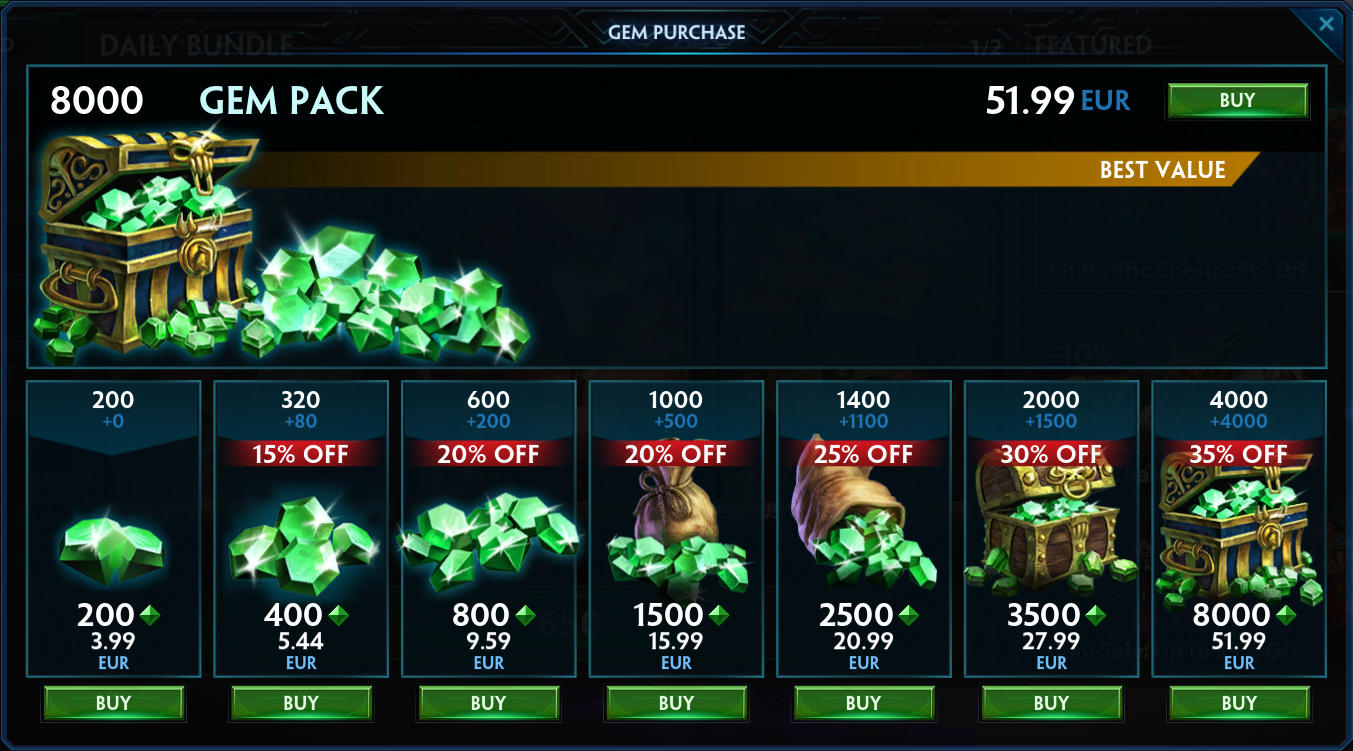 GEM PURCHASE
DAILY BUNDLE
1/2
FEATURED
8000 GEM PACK
51.99 EUR
BUY
BEST VALUE
Chibiriffic Chest: 25% Off
-10%
200
+0
200
3.99
EUR
BUY
320
+80
15% OFF
400
5.44
EUR
BUY
600
+200
20% OFF
800
9.59
EUR
BUY
1000
+500
20% OFF
1500
15.99
EUR
BUY
1400
+1100
25% OFF
2500
20.99
EUR
BUY
2000
+1500
30% OFF
3500
27.99
EUR
BUY
4000
+4000
35% OFF
8000
51.99
EUR
BUY